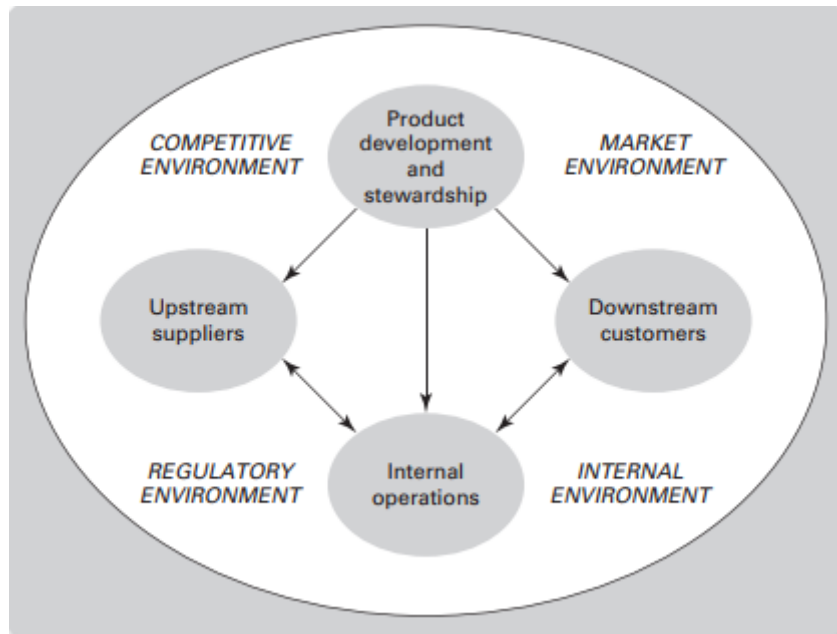 Product
development
and
stewardship
COMPETITIVE
ENVIRONMENT
MARKET
ENVIRONMENT
Upstream
suppliers
Downstream
customers
REGULATORY
ENVIRONMENT
Internal
operations
INTERNAL
ENVIRONMENT